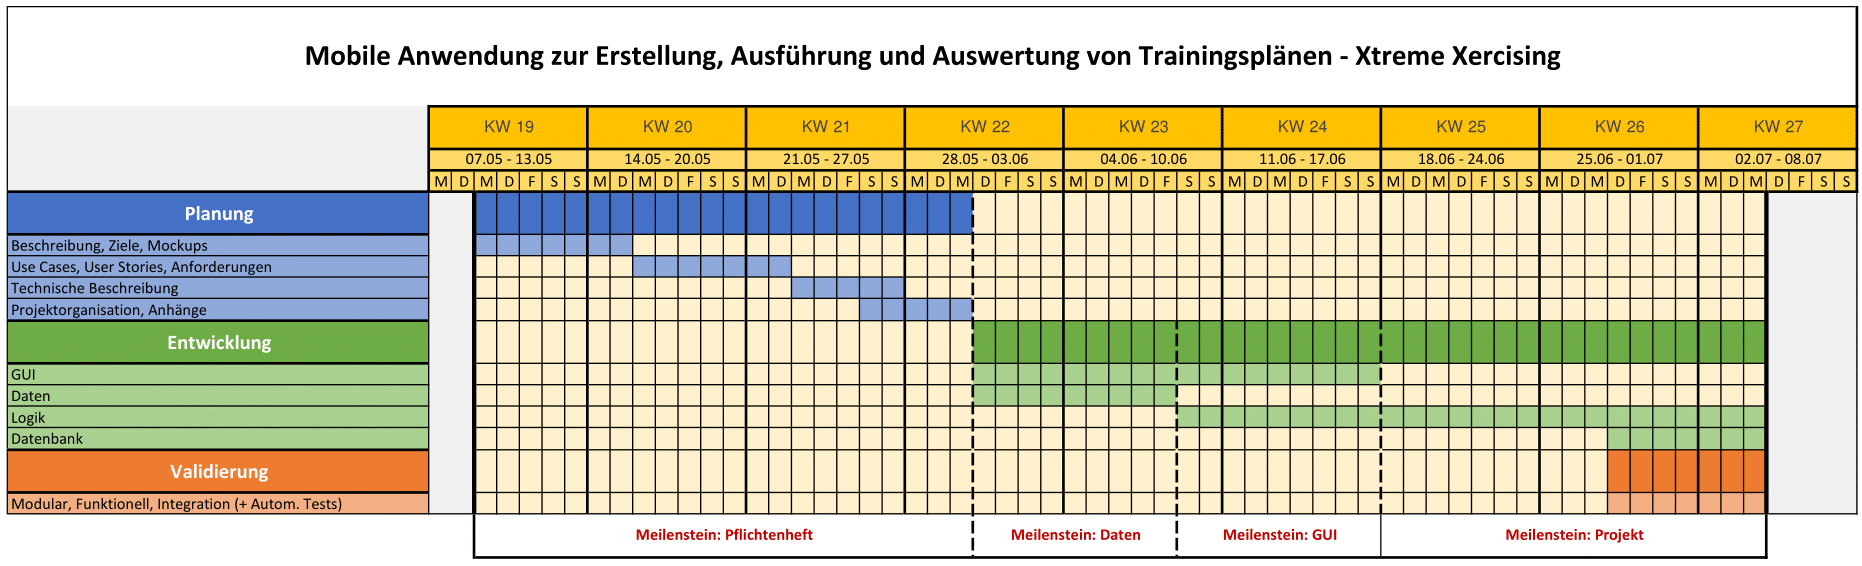 Mobile Anwendung zur Erstellung, Ausführung und Auswertung von Trainingsplänen - Xtreme Xercising
KW 19 KW 20 KW 21 KW 22 KW 23 KW 24 KW 25 KW 26 KW 27
07.05 - 13.05 14.05 - 20.05 21.05 - 27.05 28.05 - 03.06 04.06 - 10.06 11.06 - 17.06 18.06 - 24.06 25.06 - 01.07 02.07 - 08.07
M D M D F S S M D M D F S S M D M D F S S M D M D F S S M D M D F S S M D M D F S S M D M D F S S M D M D F S S M D M D F S S
Planung
Beschreibung, Ziele, Mockups
Use Cases, User Stories, Anforderungen
Technische Beschreibung
Projektorganisation, Anhänge
Entwicklung
GUI
Daten
Logik
Datenbank
Validierung
Modular, Funktionell, Integration (+ Autom. Tests)
Meilenstein: Pflichtenheft Meilenstein: Daten Meilenstein: GUI Meilenstein: Projekt